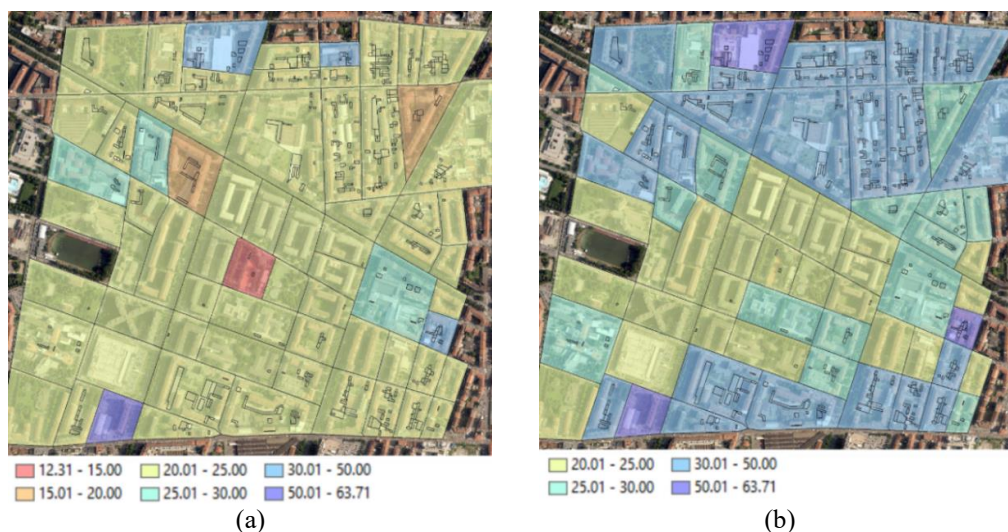 12.31 - 15.00 20.01 - 25.00 30.01 - 50.00
15.01 - 20.00 25.01 - 30.00 50.01 - 63.71
(a)
20.01 - 25.00 30.01 - 50.00
25.01 - 30.00 50.01 - 63.71
(b)